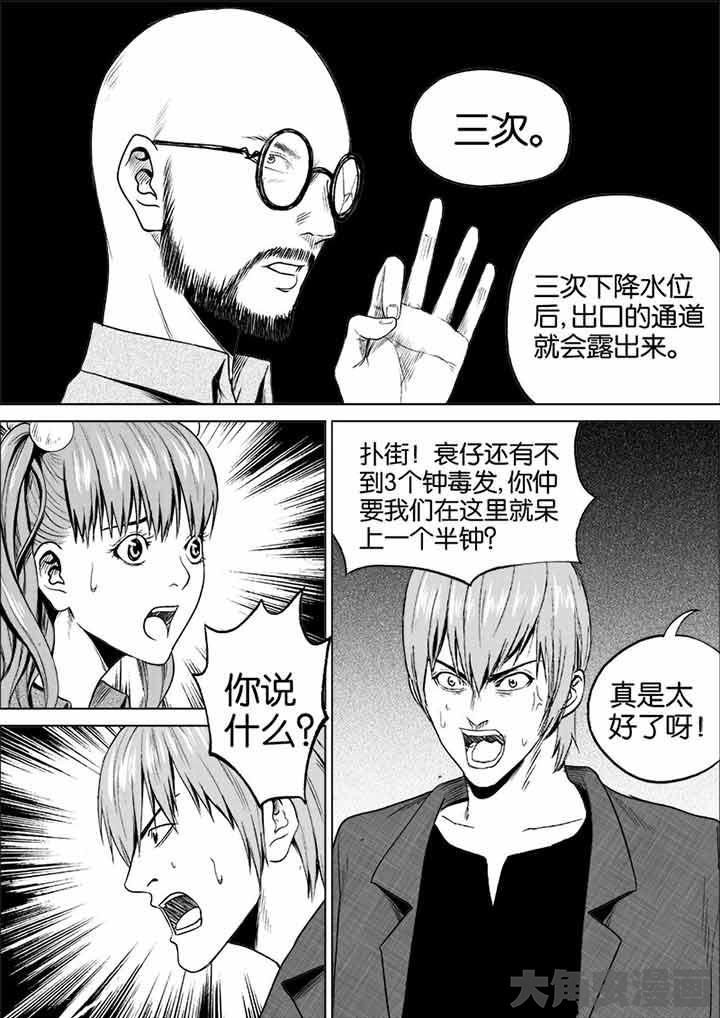 三次。
三次下降水位
后,出口的通道
就会露出来。
你说
什么?
扑街!衰仔还有不
到3个钟毒发,你仲
要我们在这里就呆
上一个半钟?
真是太
好了呀!
大角虫漫画